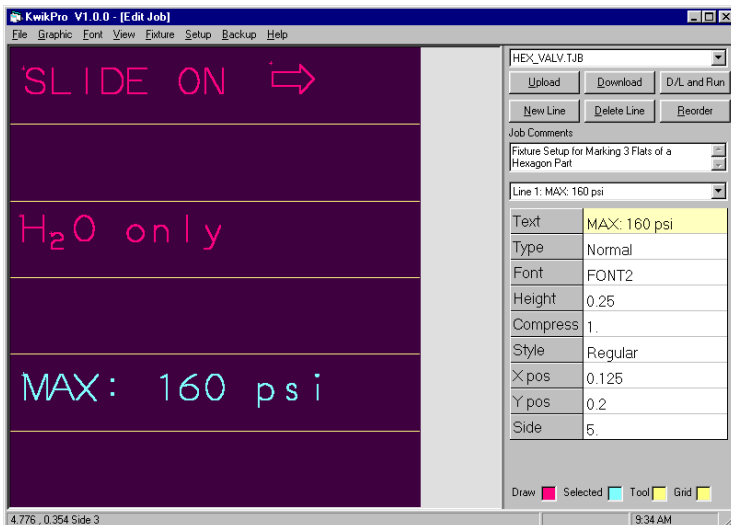 KwikPro V1.0.0 - [Edit Job]
File Graphic Font View Fixture Setup Backup Help
SLIDE ON ⇨
H₂O only
MAX: 160 psi
HEX_VALV.TJB
Upload Download D/L and Run
New Line Delete Line Reorder
Job Comments
Fixture Setup for Marking 3 Flats of a
Hexagon Part
Line 1: MAX: 160 psi
Text MAX: 160 psi
Type Normal
Font FONT2
Height 0.25
Compress 1.
Style Regular
X pos 0.125
Y pos 0.2
Side 5.
Draw Selected Tool Grid
4.776 , 0.354 Side 3 9:34 AM